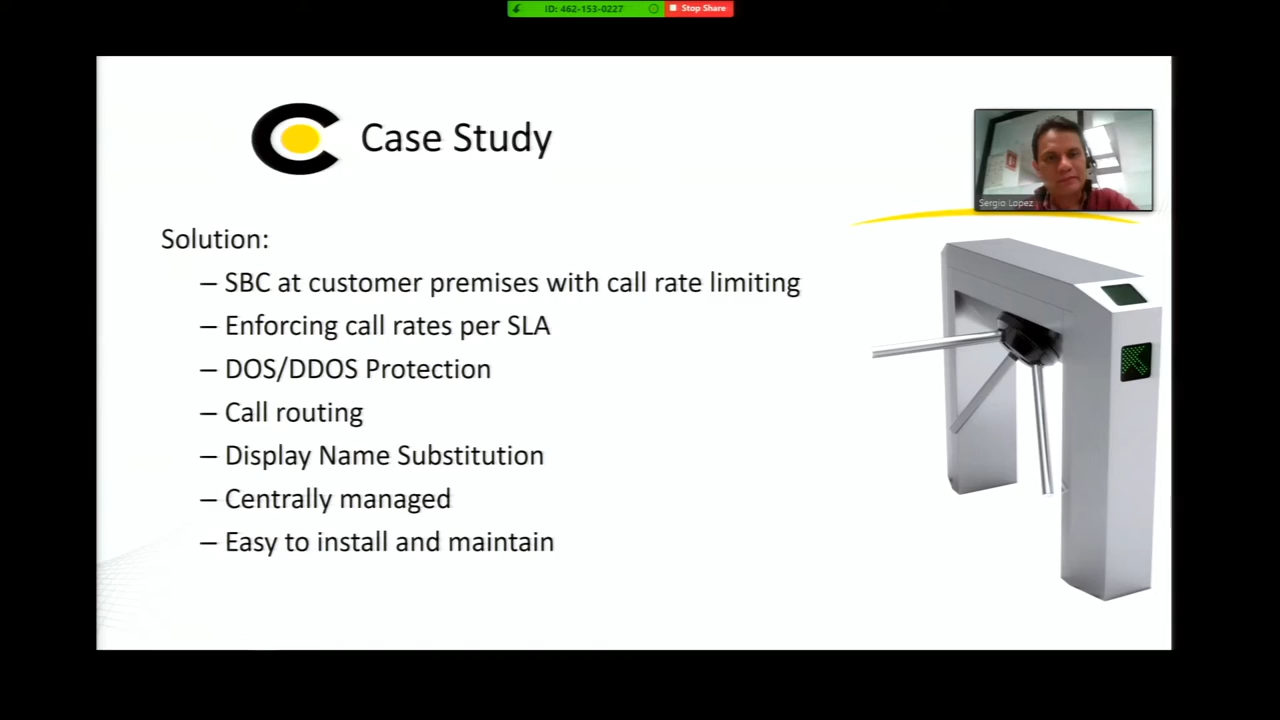 ID: 462-153-0227
Stop Share
Case Study
Sergio Lopez
Solution:
– SBC at customer premises with call rate limiting
– Enforcing call rates per SLA
– DOS/DDOS Protection
– Call routing
– Display Name Substitution
– Centrally managed
– Easy to install and maintain